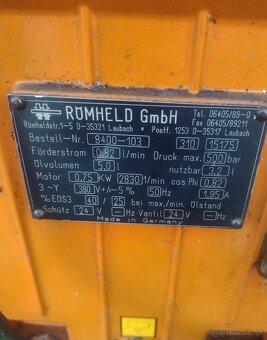 RÖMHELD GmbH
Tel. 06405/89-0
Fax 06405/89211
Römheldstr.1-5 D-35321 Laubach * Postf. 1253 D-35317 Laubach
Bestell-Nr. 8400-103 310 15175
Förderstrom 0,82 l/min Druck max. 500 bar
Ölvolumen 5,0 l nutzbar 3,2 l
Motor 0,75 KW 2830 1/min cos Phi 0,82
3 ~Y 380 V+/-5% 50 Hz 1,95 A
%EDS3 40 / 25 bei max./min. Ölstand
Schütz 24 V — Hz Ventil 24 V — Hz
Made in Germany